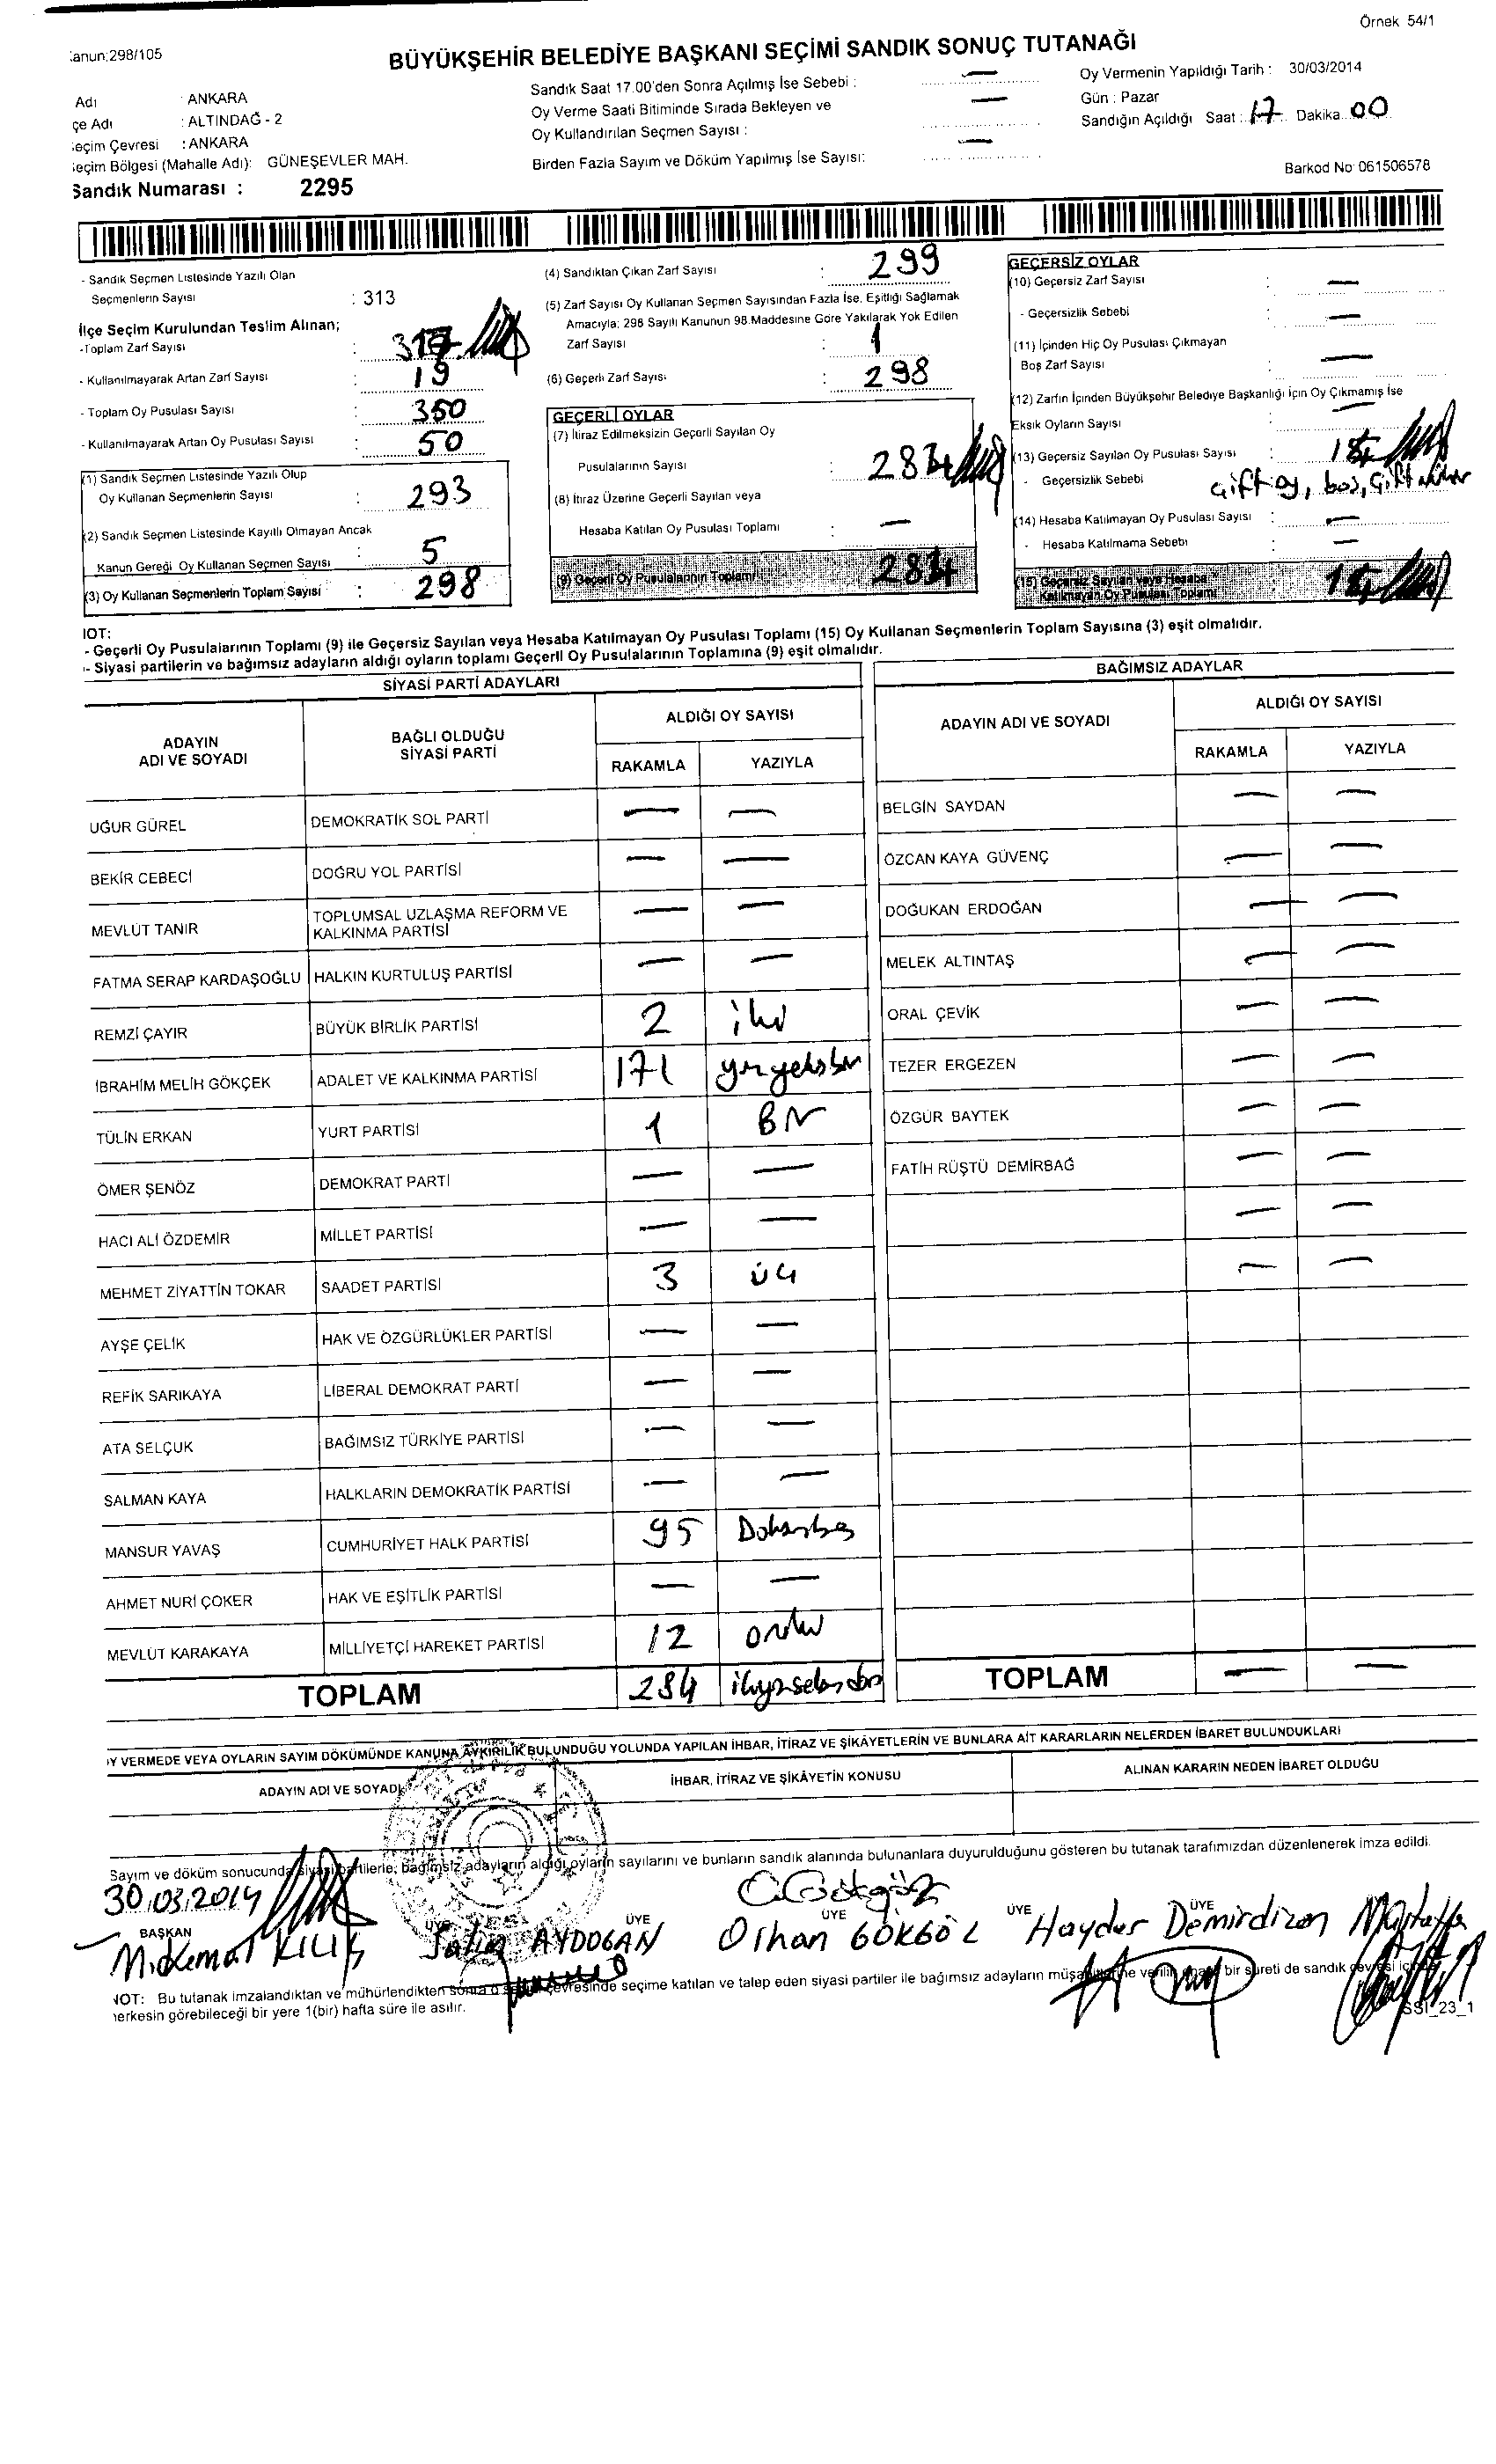 Örnek 54/1
anun:298/105
BÜYÜKŞEHİR BELEDİYE BAŞKANI SEÇİMİ SANDIK SONUÇ TUTANAĞI
Adı : ANKARA
çe Adı : ALTINDAĞ - 2
eçim Çevresi : ANKARA
eçim Bölgesi (Mahalle Adı): GÜNEŞEVLER MAH.
Sandık Numarası : 2295
Sandık Saat 17.00'den Sonra Açılmış İse Sebebi : —
Oy Verme Saati Bitiminde Sırada Bekleyen ve —
Oy Kullandırılan Seçmen Sayısı :
Birden Fazla Sayım ve Döküm Yapılmış İse Sayısı: —
Oy Vermenin Yapıldığı Tarih : 30/03/2014
Gün : Pazar
Sandığın Açıldığı Saat : 17 Dakika 00
Barkod No: 061506578
- Sandık Seçmen Listesinde Yazılı Olan
Seçmenlerin Sayısı : 313
İlçe Seçim Kurulundan Teslim Alınan;
-Toplam Zarf Sayısı :
- Kullanılmayarak Artan Zarf Sayısı : 19
- Toplam Oy Pusulası Sayısı : 350
- Kullanılmayarak Artan Oy Pusulası Sayısı : 50
(1) Sandık Seçmen Listesinde Yazılı Olup
Oy Kullanan Seçmenlerin Sayısı : 293
(2) Sandık Seçmen Listesinde Kayıtlı Olmayan Ancak
Kanun Gereği Oy Kullanan Seçmen Sayısı : 5
(3) Oy Kullanan Seçmenlerin Toplam Sayısı : 298
(4) Sandıktan Çıkan Zarf Sayısı : 299
(5) Zarf Sayısı Oy Kullanan Seçmen Sayısından Fazla İse, Eşitliği Sağlamak
Amacıyla; 298 Sayılı Kanunun 98.Maddesine Göre Yakılarak Yok Edilen
Zarf Sayısı : 1
(6) Geçerli Zarf Sayısı : 298
GEÇERLİ OYLAR
(7) İtiraz Edilmeksizin Geçerli Sayılan Oy
Pusulalarının Sayısı : 284
(8) İtiraz Üzerine Geçerli Sayılan veya
Hesaba Katılan Oy Pusulası Toplamı : —
(9) Geçerli Oy Pusulalarının Toplamı : 284
GEÇERSİZ OYLAR
(10) Geçersiz Zarf Sayısı : —
- Geçersizlik Sebebi : —
(11) İçinden Hiç Oy Pusulası Çıkmayan
Boş Zarf Sayısı : —
(12) Zarfın İçinden Büyükşehir Belediye Başkanlığı İçin Oy Çıkmamış İse
Eksik Oyların Sayısı —
(13) Geçersiz Sayılan Oy Pusulası Sayısı : 14
- Geçersizlik Sebebi çift oy, boş, çift
(14) Hesaba Katılmayan Oy Pusulası Sayısı : —
- Hesaba Katılmama Sebebi : —
(15) Geçersiz Sayılan veya Hesaba
Katılmayan Oy Pusulası Toplamı : 14
NOT:
- Geçerli Oy Pusulalarının Toplamı (9) ile Geçersiz Sayılan veya Hesaba Katılmayan Oy Pusulası Toplamı (15) Oy Kullanan Seçmenlerin Toplam Sayısına (3) eşit olmalıdır.
- Siyasi partilerin ve bağımsız adayların aldığı oyların toplamı Geçerli Oy Pusulalarının Toplamına (9) eşit olmalıdır.
SİYASİ PARTİ ADAYLARI
ADAYIN ADI VE SOYADI BAĞLI OLDUĞU SİYASİ PARTİ ALDIĞI OY SAYISI
RAKAMLA YAZIYLA
UĞUR GÜREL DEMOKRATİK SOL PARTİ — —
BEKİR CEBECİ DOĞRU YOL PARTİSİ — —
MEVLÜT TANIR TOPLUMSAL UZLAŞMA REFORM VE KALKINMA PARTİSİ — —
FATMA SERAP KARDAŞOĞLU HALKIN KURTULUŞ PARTİSİ — —
REMZİ ÇAYIR BÜYÜK BİRLİK PARTİSİ 2 iki
İBRAHİM MELİH GÖKÇEK ADALET VE KALKINMA PARTİSİ 171 yüzyetmişbir
TÜLİN ERKAN YURT PARTİSİ 1 Bir
ÖMER ŞENÖZ DEMOKRAT PARTİ — —
HACI ALİ ÖZDEMİR MİLLET PARTİSİ — —
MEHMET ZİYATTİN TOKAR SAADET PARTİSİ 3 üç
AYŞE ÇELİK HAK VE ÖZGÜRLÜKLER PARTİSİ — —
REFİK SARIKAYA LİBERAL DEMOKRAT PARTİ — —
ATA SELÇUK BAĞIMSIZ TÜRKİYE PARTİSİ — —
SALMAN KAYA HALKLARIN DEMOKRATİK PARTİSİ — —
MANSUR YAVAŞ CUMHURİYET HALK PARTİSİ 95 Doksanbeş
AHMET NURİ ÇOKER HAK VE EŞİTLİK PARTİSİ — —
MEVLÜT KARAKAYA MİLLİYETÇİ HAREKET PARTİSİ 12 oniki
TOPLAM 284 ikiyüzseksendört
BAĞIMSIZ ADAYLAR
ADAYIN ADI VE SOYADI ALDIĞI OY SAYISI
RAKAMLA YAZIYLA
BELGİN SAYDAN — —
ÖZCAN KAYA GÜVENÇ — —
DOĞUKAN ERDOĞAN — —
MELEK ALTINTAŞ — —
ORAL ÇEVİK — —
TEZER ERGEZEN — —
ÖZGÜR BAYTEK — —
FATİH RÜŞTÜ DEMİRBAĞ — —
— —
— —
TOPLAM — —
Y VERMEDE VEYA OYLARIN SAYIM DÖKÜMÜNDE KANUNA AYKIRILIK BULUNDUĞU YOLUNDA YAPILAN İHBAR, İTİRAZ VE ŞİKÂYETLERİN VE BUNLARA AİT KARARLARIN NELERDEN İBARET BULUNDUKLARI
ADAYIN ADI VE SOYADI İHBAR, İTİRAZ VE ŞİKÂYETİN KONUSU ALINAN KARARIN NEDEN İBARET OLDUĞU
Sayım ve döküm sonucunda siyasi partilerle, bağımsız adayların aldığı oyların sayılarını ve bunların sandık alanında bulunanlara duyurulduğunu gösteren bu tutanak tarafımızdan düzenlenerek imza edildi.
30.03.2014
BAŞKAN ÜYE ÜYE ÜYE ÜYE ÜYE
M.Kemal KILIÇ Salih AYDOĞAN Orhan GÖKGÖL Haydar Demirdizen Mustafa
NOT: Bu tutanak imzalandıktan ve mühürlendikten sonra o seçim çevresinde seçime katılan ve talep eden siyasi partiler ile bağımsız adayların müşahitlerine verilir bir sureti de sandık çevresi içinde
herkesin görebileceği bir yere 1(bir) hafta süre ile asılır.
SSI_23_1